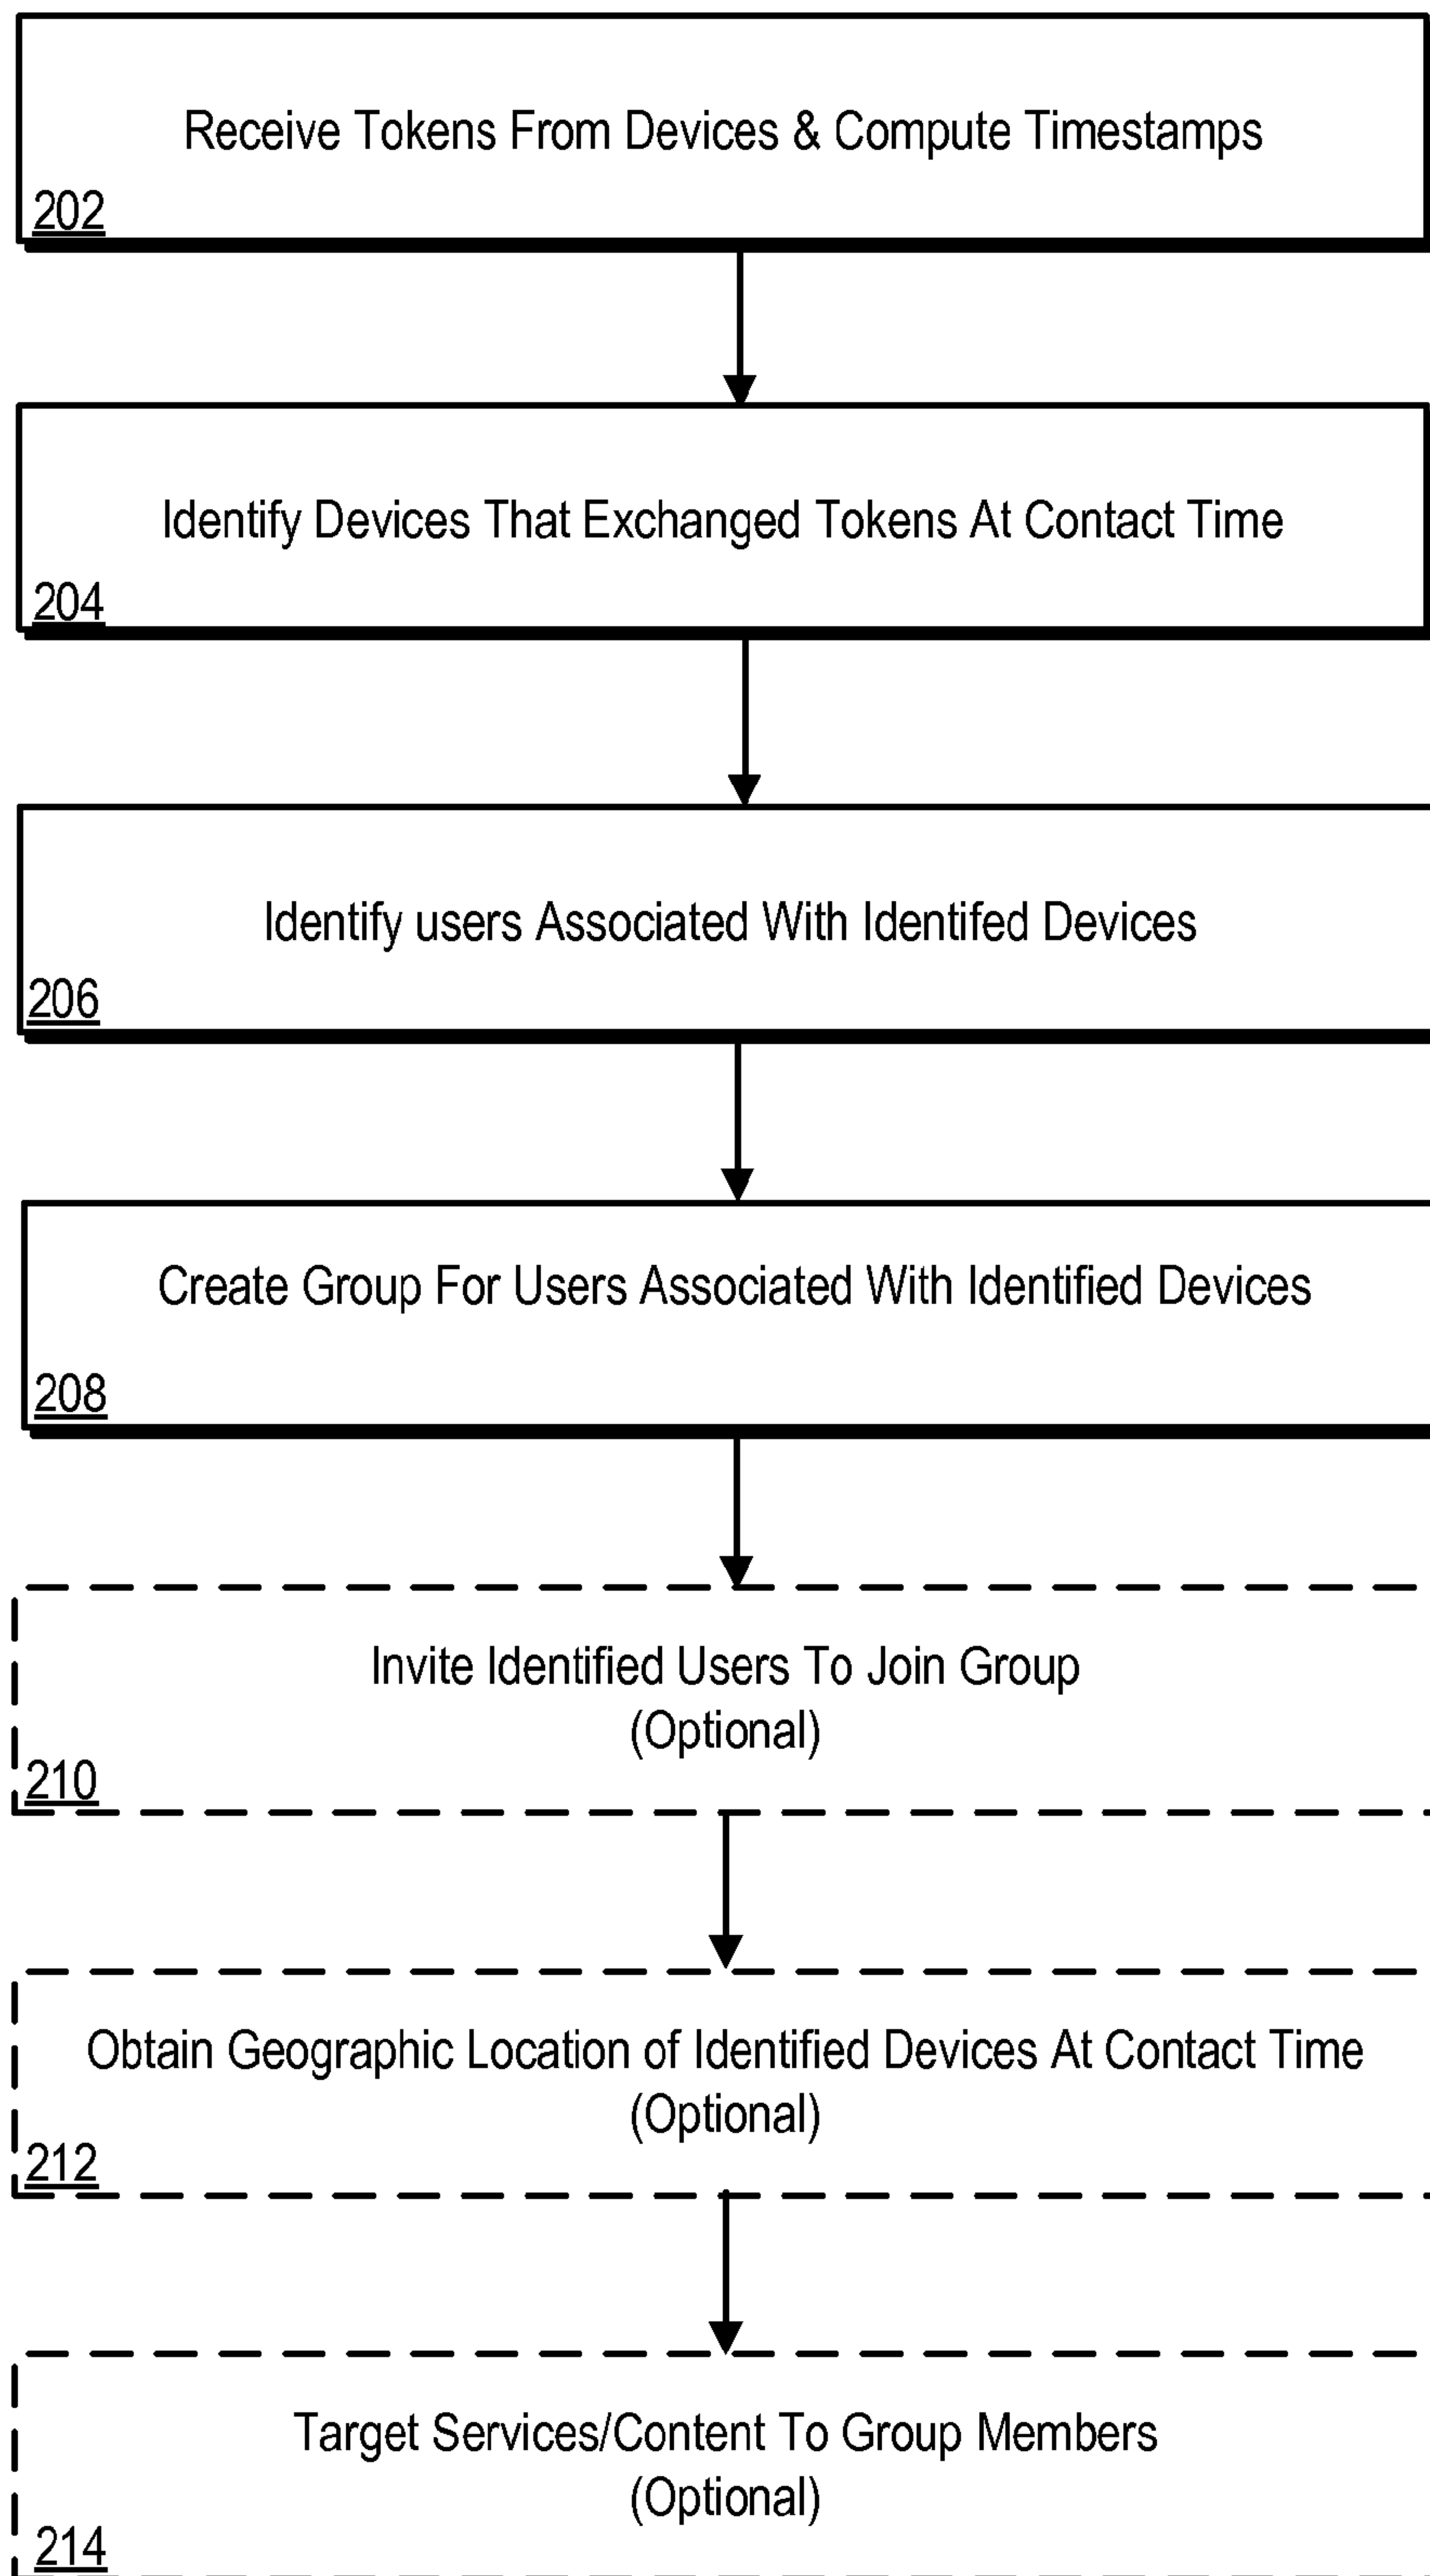 Receive Tokens From Devices & Compute Timestamps
202
Identify Devices That Exchanged Tokens At Contact Time
204
Identify users Associated With Identifed Devices
206
Create Group For Users Associated With Identified Devices
208
Invite Identified Users To Join Group
(Optional)
210
Obtain Geographic Location of Identified Devices At Contact Time
(Optional)
212
Target Services/Content To Group Members
(Optional)
214